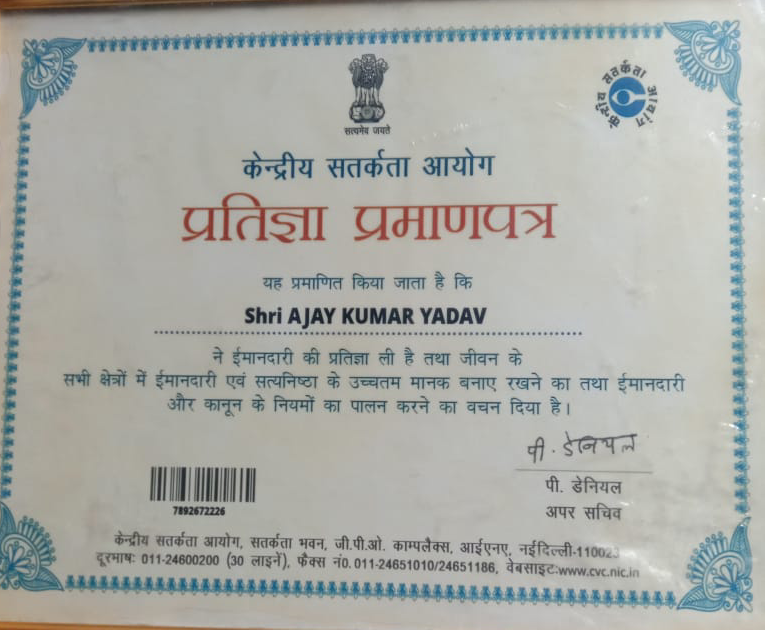 सत्यमेव जयते
केन्द्रीय सतर्कता आयोग
केन्द्रीय सतर्कता आयोग
प्रतिज्ञा प्रमाणपत्र
यह प्रमाणित किया जाता है कि
Shri AJAY KUMAR YADAV
ने ईमानदारी की प्रतिज्ञा ली है तथा जीवन के
सभी क्षेत्रों में ईमानदारी एवं सत्यनिष्ठा के उच्चतम मानक बनाए रखने का तथा ईमानदारी
और कानून के नियमों का पालन करने का वचन दिया है।
पी. डेनियल
पी. डेनियल
अपर सचिव
7892672226
केन्द्रीय सतर्कता आयोग, सतर्कता भवन, जी.पी.ओ. काम्पलैक्स, आईएनए, नईदिल्ली-110023
दूरभाषः 011-24600200 (30 लाइनें), फैक्स नं0. 011-24651010/24651186, वेबसाइटःwww.cvc.nic.in